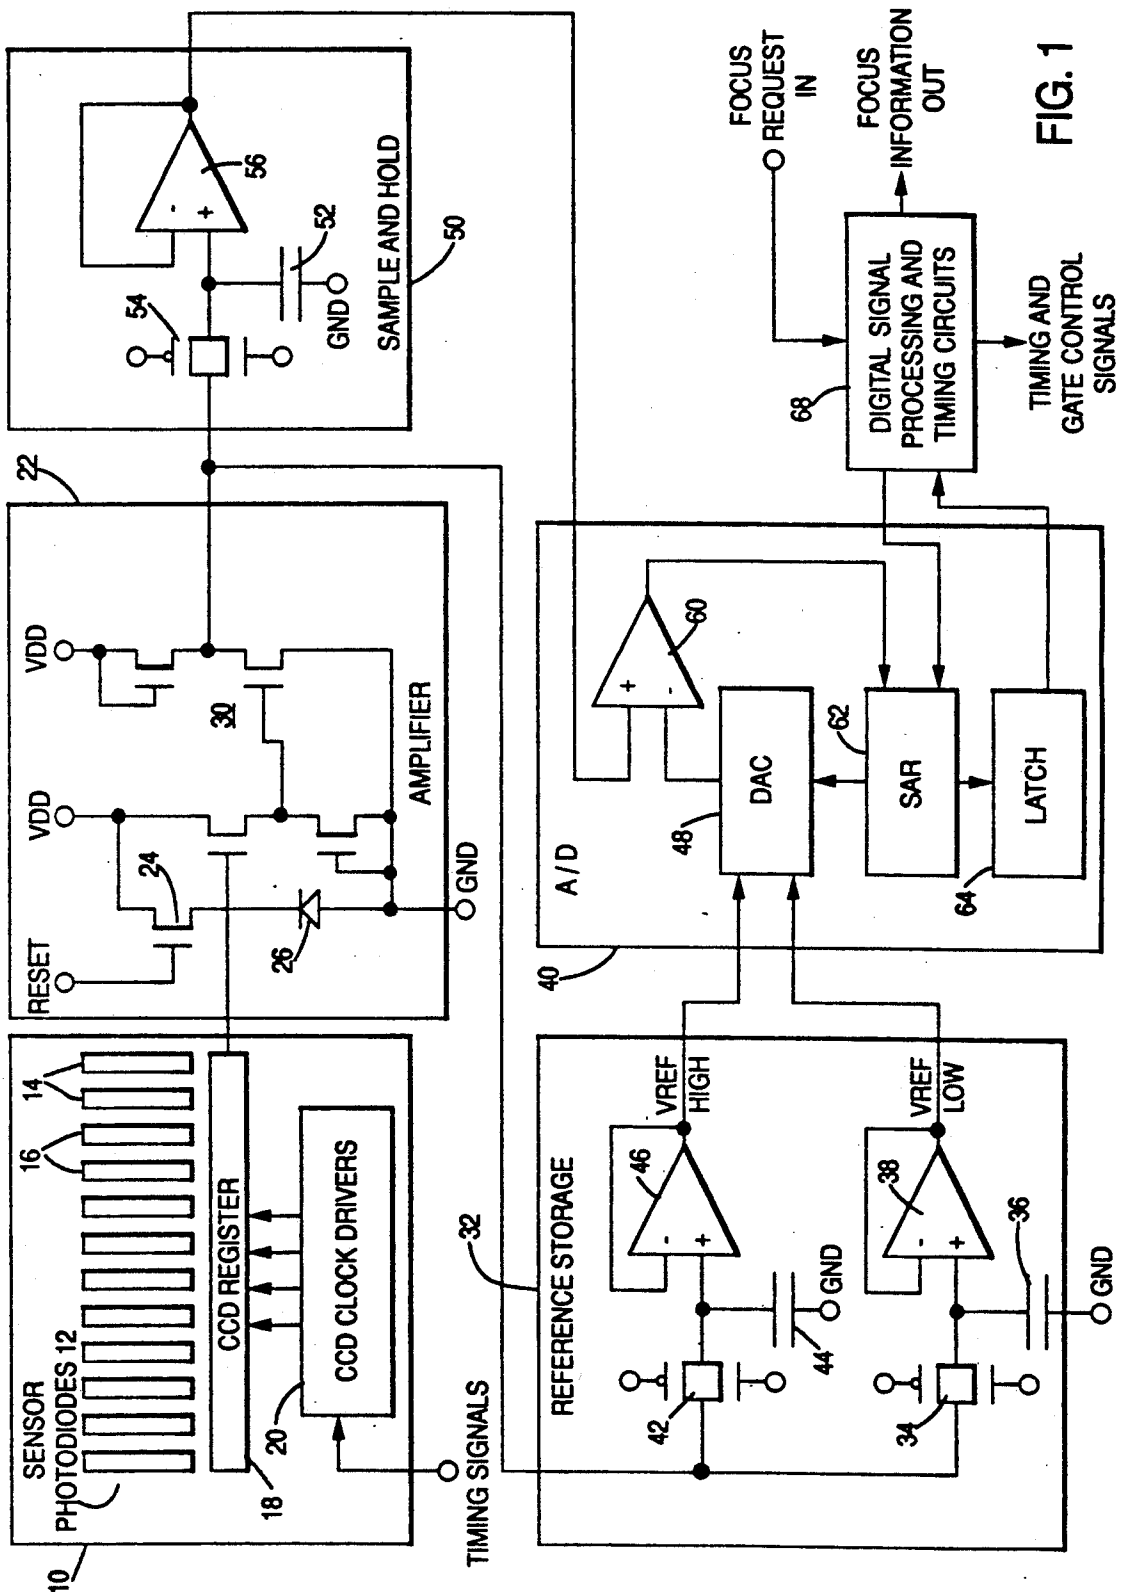 10
SENSOR
PHOTODIODES 12
16
14
CCD REGISTER
18
20
CCD CLOCK DRIVERS
TIMING SIGNALS
22
RESET
24
VDD
VDD
26
30
AMPLIFIER
GND
54
56
-
+
52
GND
SAMPLE AND HOLD
50
32
REFERENCE STORAGE
42
44
GND
46
-
+
VREF
HIGH
34
36
GND
38
-
+
VREF
LOW
40
A/D
48
DAC
60
+
-
62
SAR
64
LATCH
68
DIGITAL SIGNAL
PROCESSING AND
TIMING CIRCUITS
FOCUS
REQUEST
IN
FOCUS
INFORMATION
OUT
TIMING AND
GATE CONTROL
SIGNALS
FIG. 1